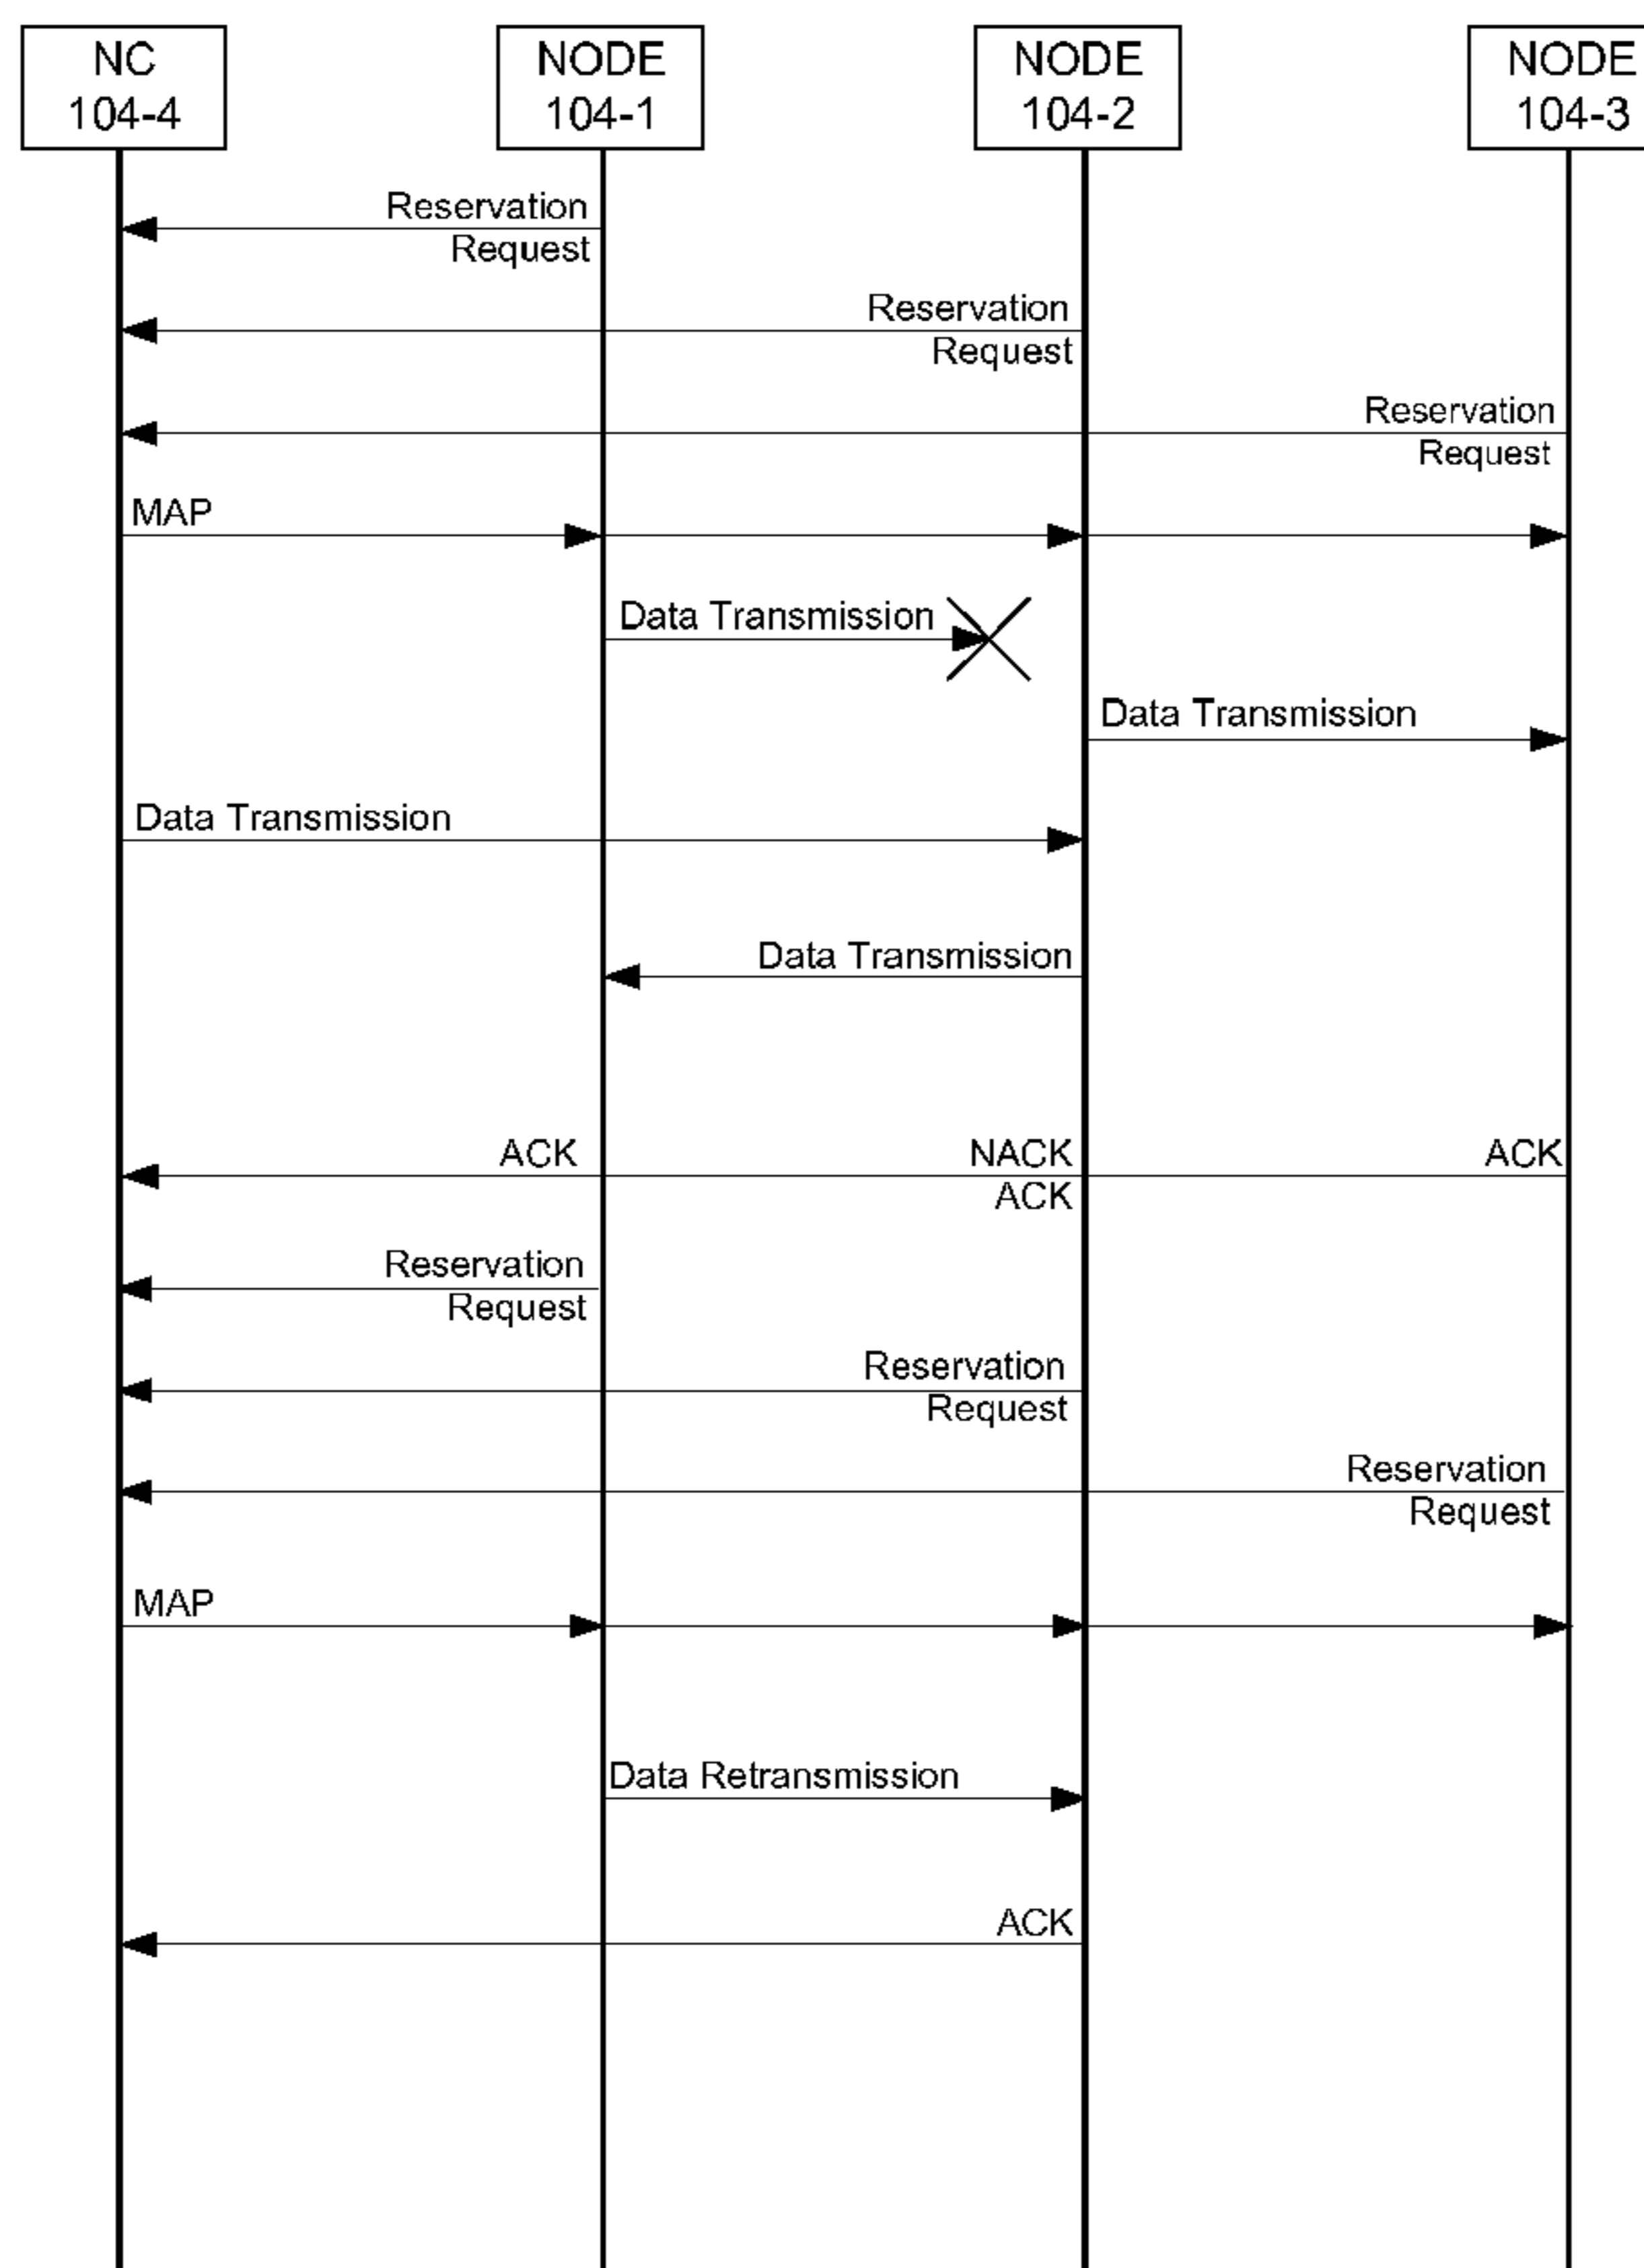 NC
104-4
NODE
104-1
NODE
104-2
NODE
104-3
Reservation
Request
Reservation
Request
Reservation
Request
MAP
Data Transmission
Data Transmission
Data Transmission
Data Transmission
ACK
NACK
ACK
ACK
Reservation
Request
Reservation
Request
Reservation
Request
MAP
Data Retransmission
ACK